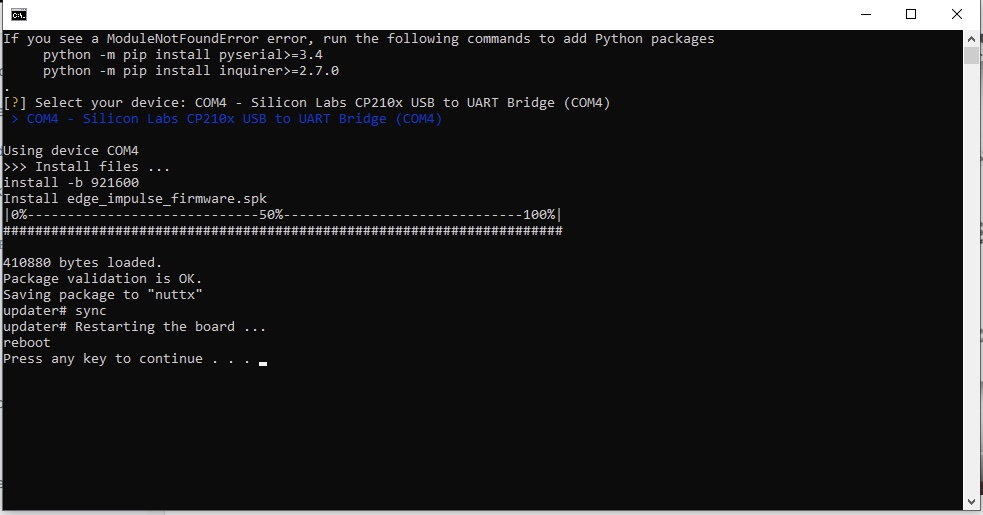 If you see a ModuleNotFoundError error, run the following commands to add Python packages
python -m pip install pyserial>=3.4
python -m pip install inquirer>=2.7.0
.
[?] Select your device: COM4 - Silicon Labs CP210x USB to UART Bridge (COM4)
> COM4 - Silicon Labs CP210x USB to UART Bridge (COM4)
Using device COM4
>>> Install files ...
install -b 921600
Install edge_impulse_firmware.spk
|0%-----------------------------50%------------------------------100%|
######################################################################
410880 bytes loaded.
Package validation is OK.
Saving package to "nuttx"
updater# sync
updater# Restarting the board ...
reboot
Press any key to continue . . .